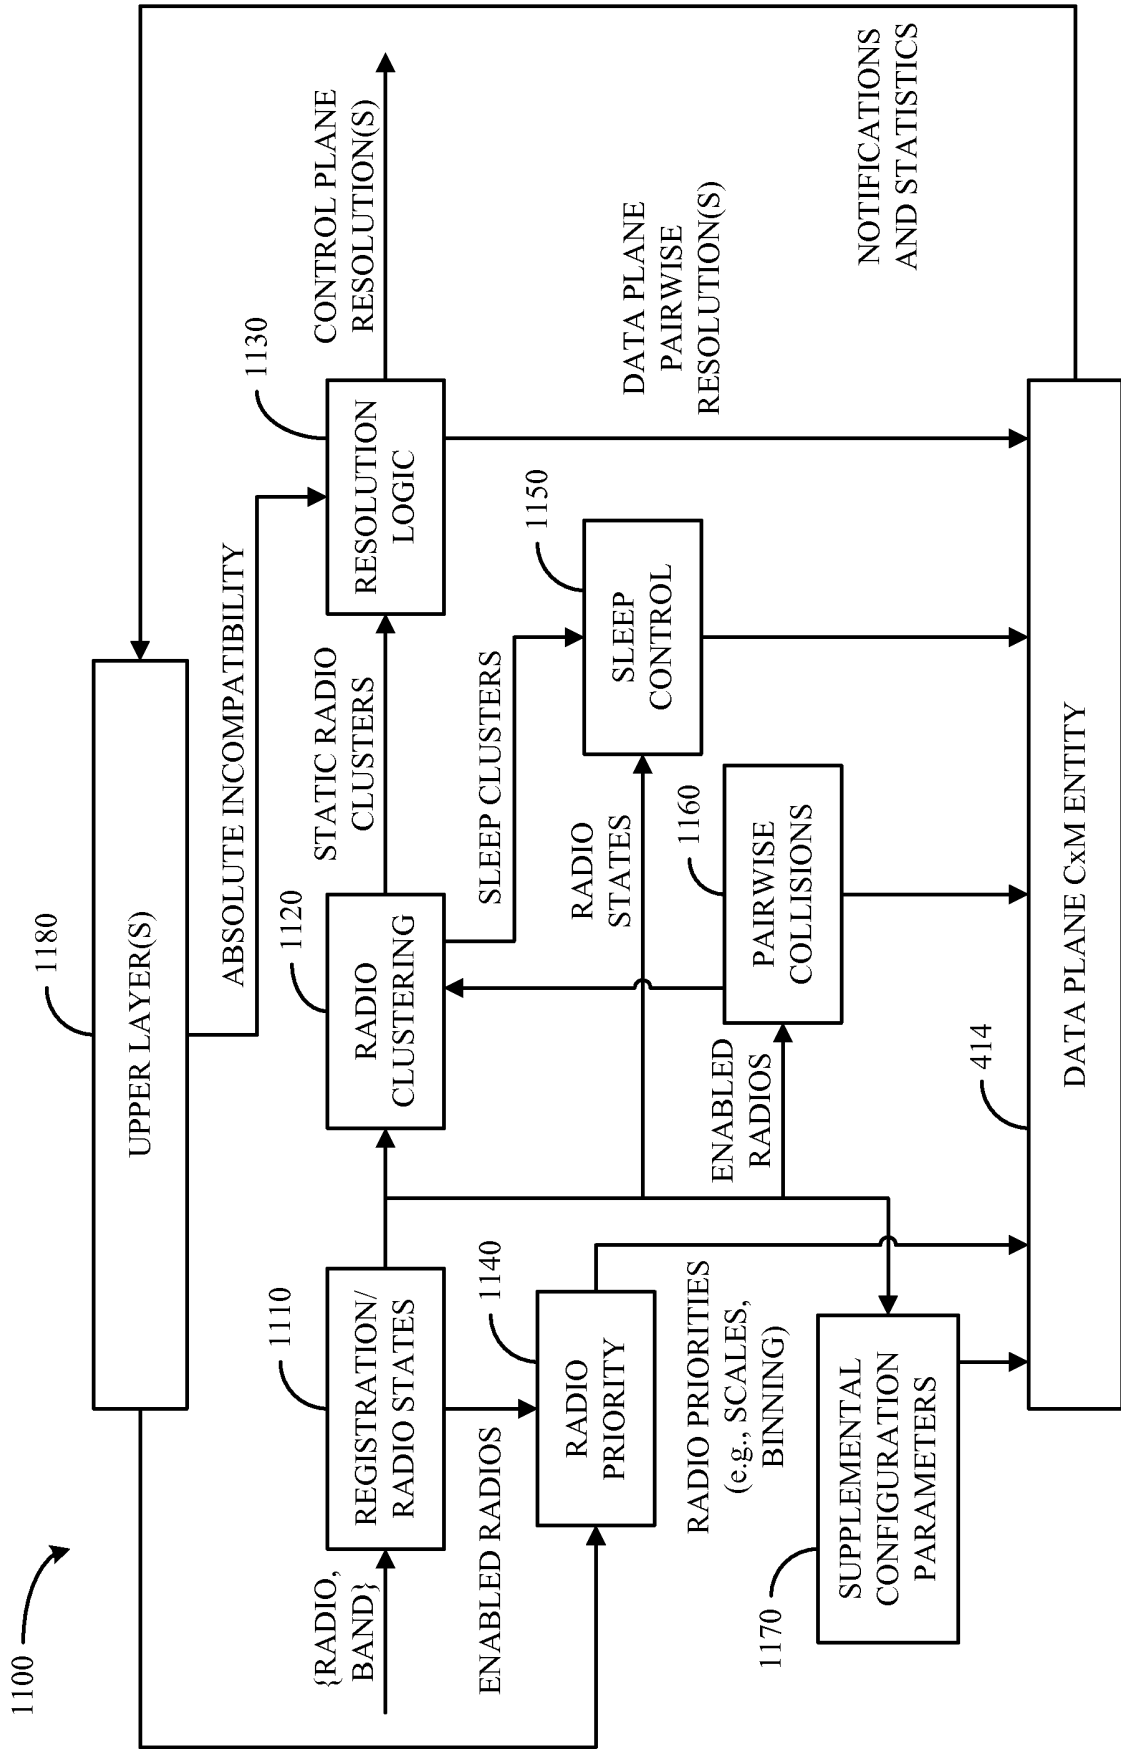 1100
1180
UPPER LAYER(S)
ABSOLUTE INCOMPATIBILITY
{RADIO,
BAND}
1110
REGISTRATION/
RADIO STATES
1120
RADIO
CLUSTERING
STATIC RADIO
CLUSTERS
1130
RESOLUTION
LOGIC
CONTROL PLANE
RESOLUTION(S)
ENABLED RADIOS
1140
RADIO
PRIORITY
SLEEP CLUSTERS
1150
SLEEP
CONTROL
RADIO
STATES
DATA PLANE
PAIRWISE
RESOLUTION(S)
RADIO PRIORITIES
(e.g., SCALES,
BINNING)
ENABLED
RADIOS
1160
PAIRWISE
COLLISIONS
1170
SUPPLEMENTAL
CONFIGURATION
PARAMETERS
NOTIFICATIONS
AND STATISTICS
414
DATA PLANE CxM ENTITY